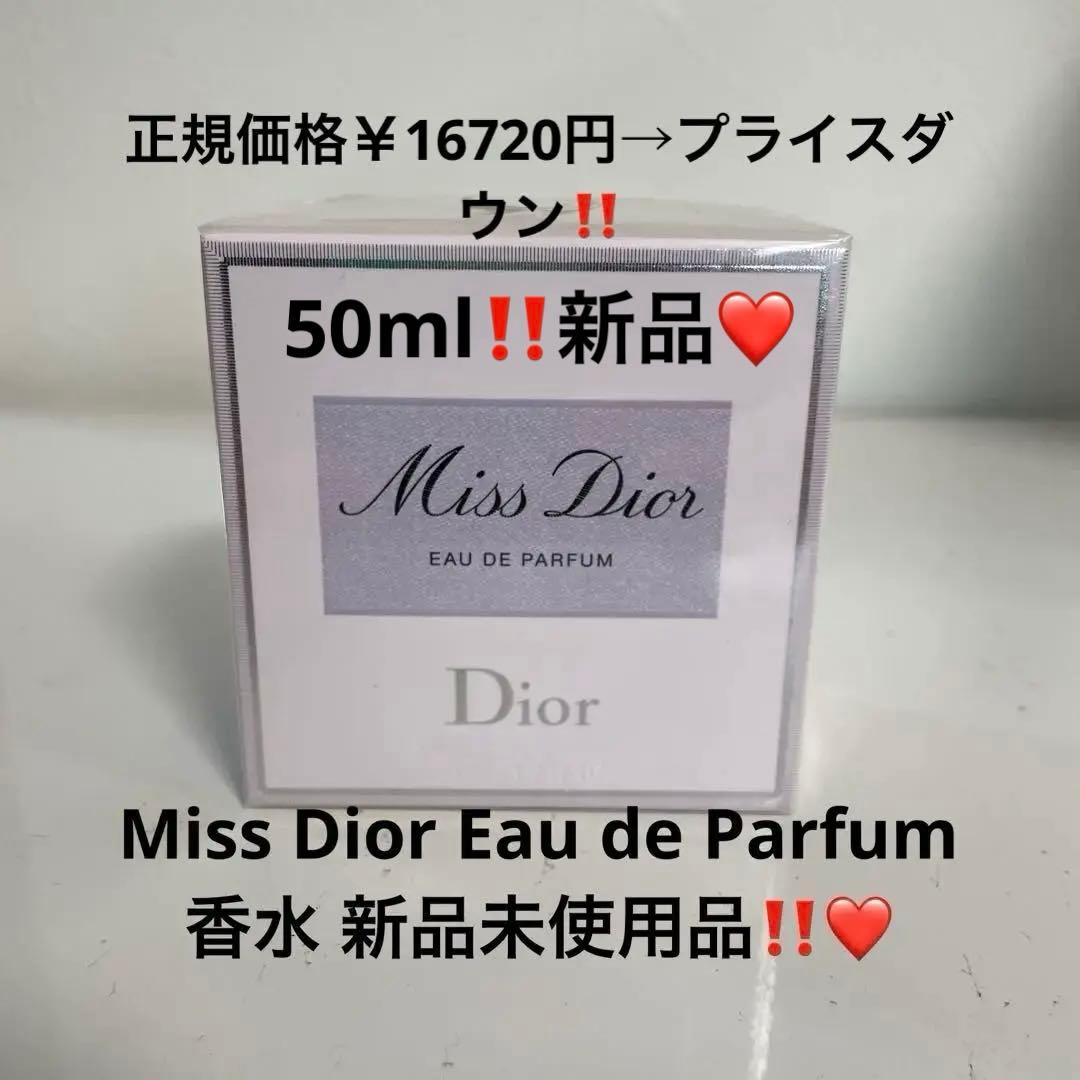 正規価格￥16720円→プライスダ
ウン‼️
50ml‼️新品❤️
Miss Dior
EAU DE PARFUM
Dior
Miss Dior Eau de Parfum
香水 新品未使用品‼️❤️